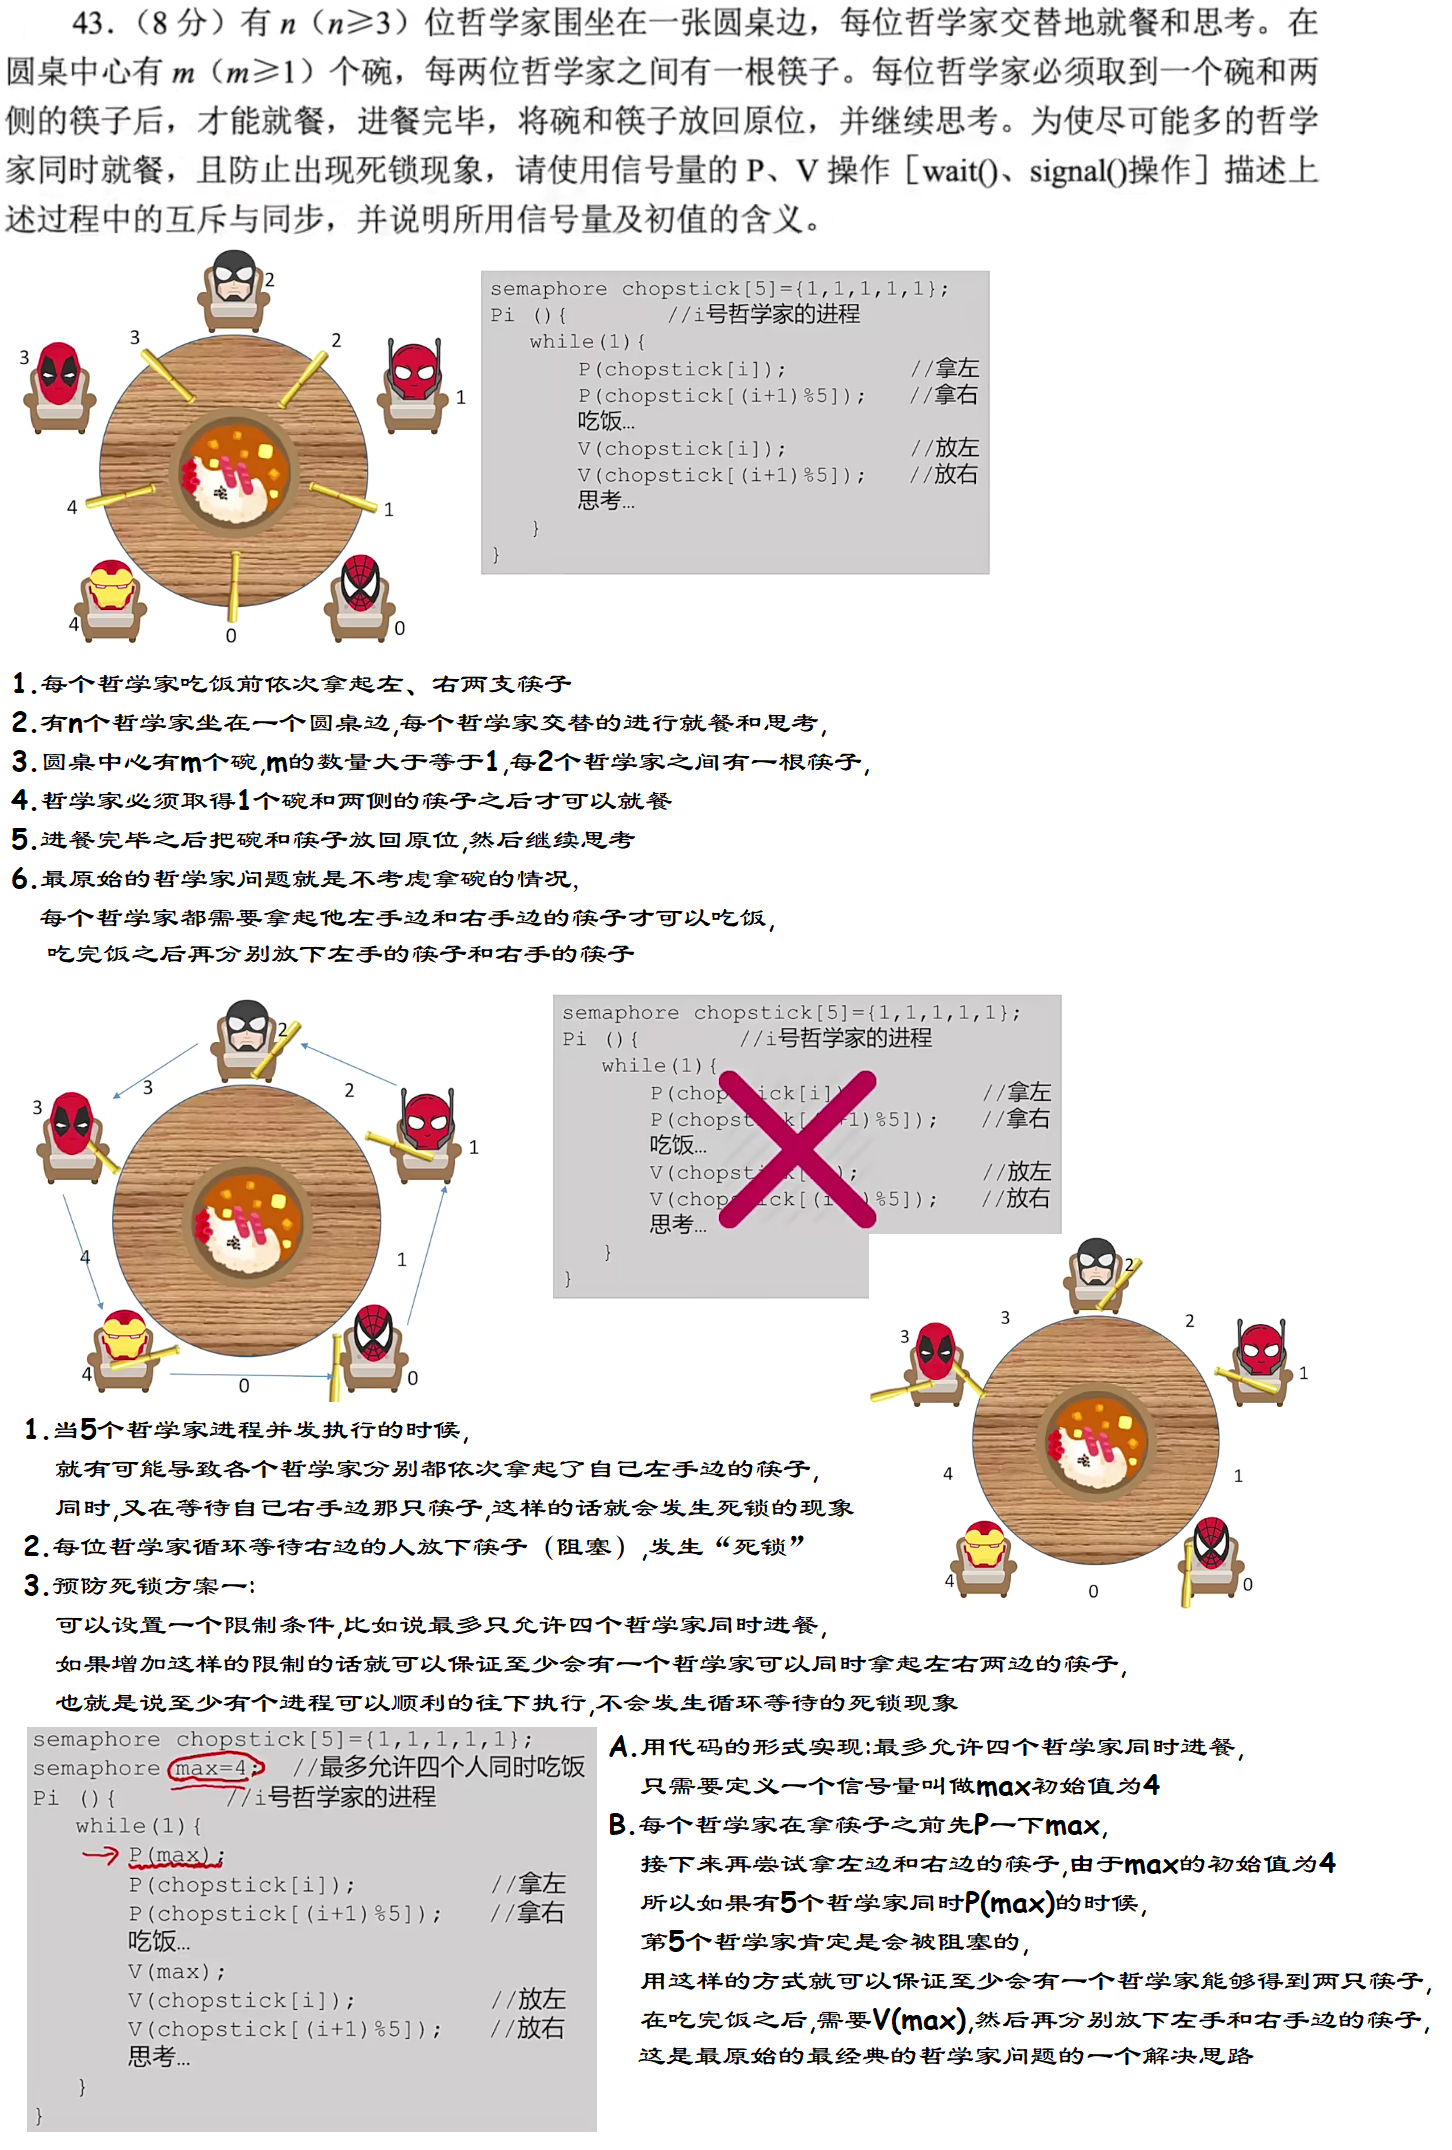 43.（8 分）有 n（n≥3）位哲学家围坐在一张圆桌边，每位哲学家交替地就餐和思考。在
圆桌中心有 m（m≥1）个碗，每两位哲学家之间有一根筷子。每位哲学家必须取到一个碗和两
侧的筷子后，才能就餐，进餐完毕，将碗和筷子放回原位，并继续思考。为使尽可能多的哲学
家同时就餐，且防止出现死锁现象，请使用信号量的 P、V 操作［wait()、signal()操作］描述上
述过程中的互斥与同步，并说明所用信号量及初值的含义。
2
3
2
3
1
4
1
4
0
0
semaphore chopstick[5]={1,1,1,1,1};
Pi (){ //i号哲学家的进程
while(1){
P(chopstick[i]); //拿左
P(chopstick[(i+1)%5]); //拿右
吃饭…
V(chopstick[i]); //放左
V(chopstick[(i+1)%5]); //放右
思考…
}
}
1.每个哲学家吃饭前依次拿起左、右两支筷子
2.有n个哲学家坐在一个圆桌边,每个哲学家交替的进行就餐和思考,
3.圆桌中心有m个碗,m的数量大于等于1,每2个哲学家之间有一根筷子,
4.哲学家必须取得1个碗和两侧的筷子之后才可以就餐
5.进餐完毕之后把碗和筷子放回原位,然后继续思考
6.最原始的哲学家问题就是不考虑拿碗的情况,
每个哲学家都需要拿起他左手边和右手边的筷子才可以吃饭,
吃完饭之后再分别放下左手的筷子和右手的筷子
2
3
2
3
1
4
1
4
0
0
semaphore chopstick[5]={1,1,1,1,1};
Pi (){ //i号哲学家的进程
while(1){
P(chopstick[i]); //拿左
P(chopstick[(i+1)%5]); //拿右
吃饭…
V(chopstick[i]); //放左
V(chopstick[(i+1)%5]); //放右
思考…
}
}
2
3
2
3
1
4
1
4
0
0
1.当5个哲学家进程并发执行的时候,
就有可能导致各个哲学家分别都依次拿起了自己左手边的筷子,
同时,又在等待自己右手边那只筷子,这样的话就会发生死锁的现象
2.每位哲学家循环等待右边的人放下筷子（阻塞）,发生“死锁”
3.预防死锁方案一:
可以设置一个限制条件,比如说最多只允许四个哲学家同时进餐,
如果增加这样的限制的话就可以保证至少会有一个哲学家可以同时拿起左右两边的筷子,
也就是说至少有个进程可以顺利的往下执行,不会发生循环等待的死锁现象
semaphore chopstick[5]={1,1,1,1,1};
semaphore max=4; //最多允许四个人同时吃饭
Pi (){ //i号哲学家的进程
while(1){
P(max);
P(chopstick[i]); //拿左
P(chopstick[(i+1)%5]); //拿右
吃饭…
V(max);
V(chopstick[i]); //放左
V(chopstick[(i+1)%5]); //放右
思考…
}
}
A.用代码的形式实现:最多允许四个哲学家同时进餐,
只需要定义一个信号量叫做max初始值为4
B.每个哲学家在拿筷子之前先P一下max,
接下来再尝试拿左边和右边的筷子,由于max的初始值为4
所以如果有5个哲学家同时P(max)的时候,
第5个哲学家肯定是会被阻塞的,
用这样的方式就可以保证至少会有一个哲学家能够得到两只筷子,
在吃完饭之后,需要V(max),然后再分别放下左手和右手边的筷子,
这是最原始的最经典的哲学家问题的一个解决思路